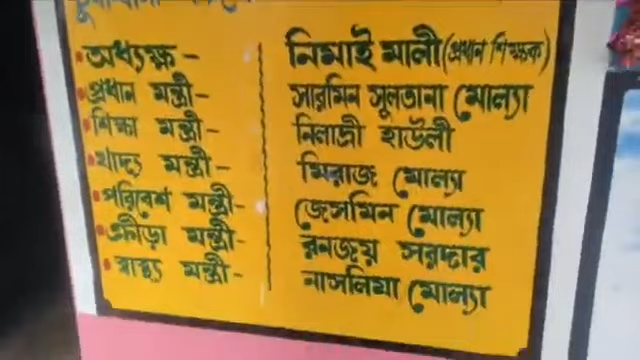 অধ্যক্ষ – নিমাই মালী (প্রধান শিক্ষক)
প্রধান মন্ত্রী – সারমিন সুলতানা মোল্যা
শিক্ষা মন্ত্রী – নিলাদ্রী হাউলী
খাদ্য মন্ত্রী – মিরাজ মোল্যা
পরিবেশ মন্ত্রী – জেসমিন মোল্যা
ক্রীড়া মন্ত্রী – রনজয় সরদার
স্বাস্থ্য মন্ত্রী – নাসলিমা মোল্যা